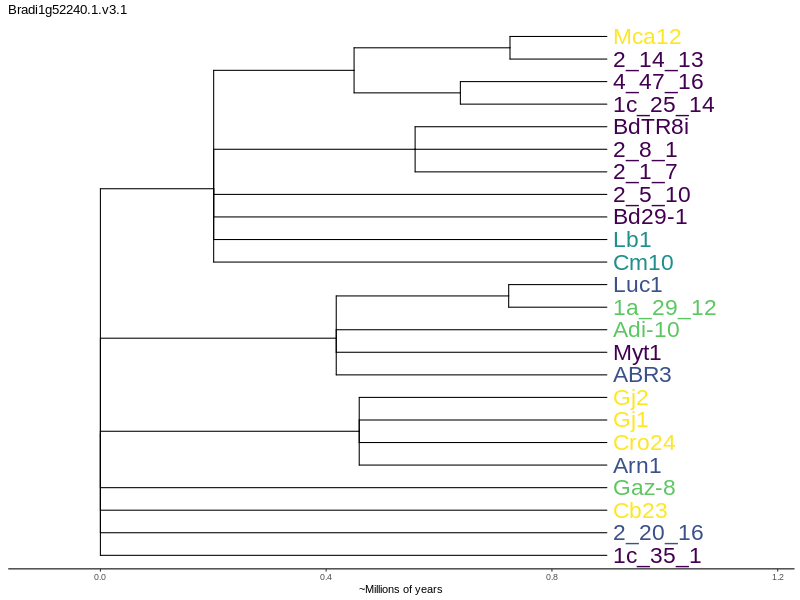 Bradi1g52240.1.v3.1
Mca12
2_14_13
4_47_16
1c_25_14
BdTR8i
2_8_1
2_1_7
2_5_10
Bd29-1
Lb1
Cm10
Luc1
1a_29_12
Adi-10
Myt1
ABR3
Gj2
Gj1
Cro24
Arn1
Gaz-8
Cb23
2_20_16
1c_35_1
0.0 0.4 0.8 1.2
~Millions of years